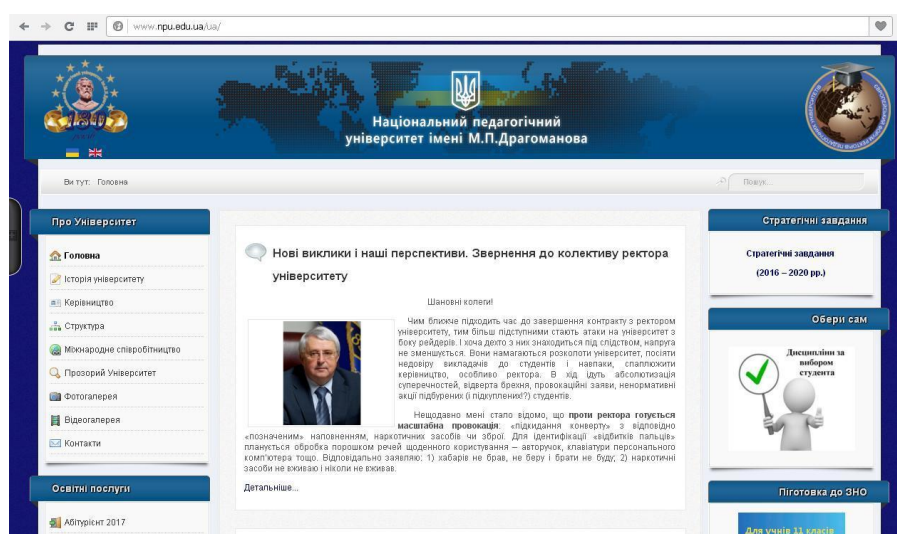 www.npu.edu.ua/ua/
130
Національний педагогічний
університет імені М.П.Драгоманова
Ви тут: Головна
Пошук...
Про Університет
Головна
Історія університету
Керівництво
Структура
Міжнародне співробітництво
Прозорий Університет
Фотогалерея
Відеогалерея
Контакти
Освітні послуги
Абітурієнт 2017
Нові виклики і наші перспективи. Звернення до колективу ректора
університету
Шановні колеги!
Чим ближче підходить час до завершення контракту з ректором
університету, тим більш підступними стають атаки на університет з
боку рейдерів. І хоча дехто з них знаходиться під слідством, напруга
не зменшується. Вони намагаються розколоти університет, посіяти
недовіру викладачів до студентів і навпаки, спаплюжити
керівництво, особливо ректора. В хід ідуть абсолютизація
суперечностей, відверта брехня, провокаційні заяви, ненормативні
акції підбурених (і підкуплених!?) студентів.
Нещодавно мені стало відомо, що проти ректора готується
масштабна провокація: «підкидання конверту» з відповідно
«позначеним» наповненням, наркотичних засобів чи зброї. Для ідентифікації «відбитків пальців»
планується обробка порошком речей щоденного користування – авторучок, клавіатури персонального
комп'ютера тощо. Відповідально заявляю: 1) хабарів не брав, не беру і брати не буду; 2) наркотичні
засоби не вживаю і ніколи не вживав.
Детальніше...
Стратегічні завдання
Стратегічні завдання
(2016 – 2020 рр.)
Обери сам
Дисципліни за
вибором
студента
Піготовка до ЗНО
Для учнів 11 класів